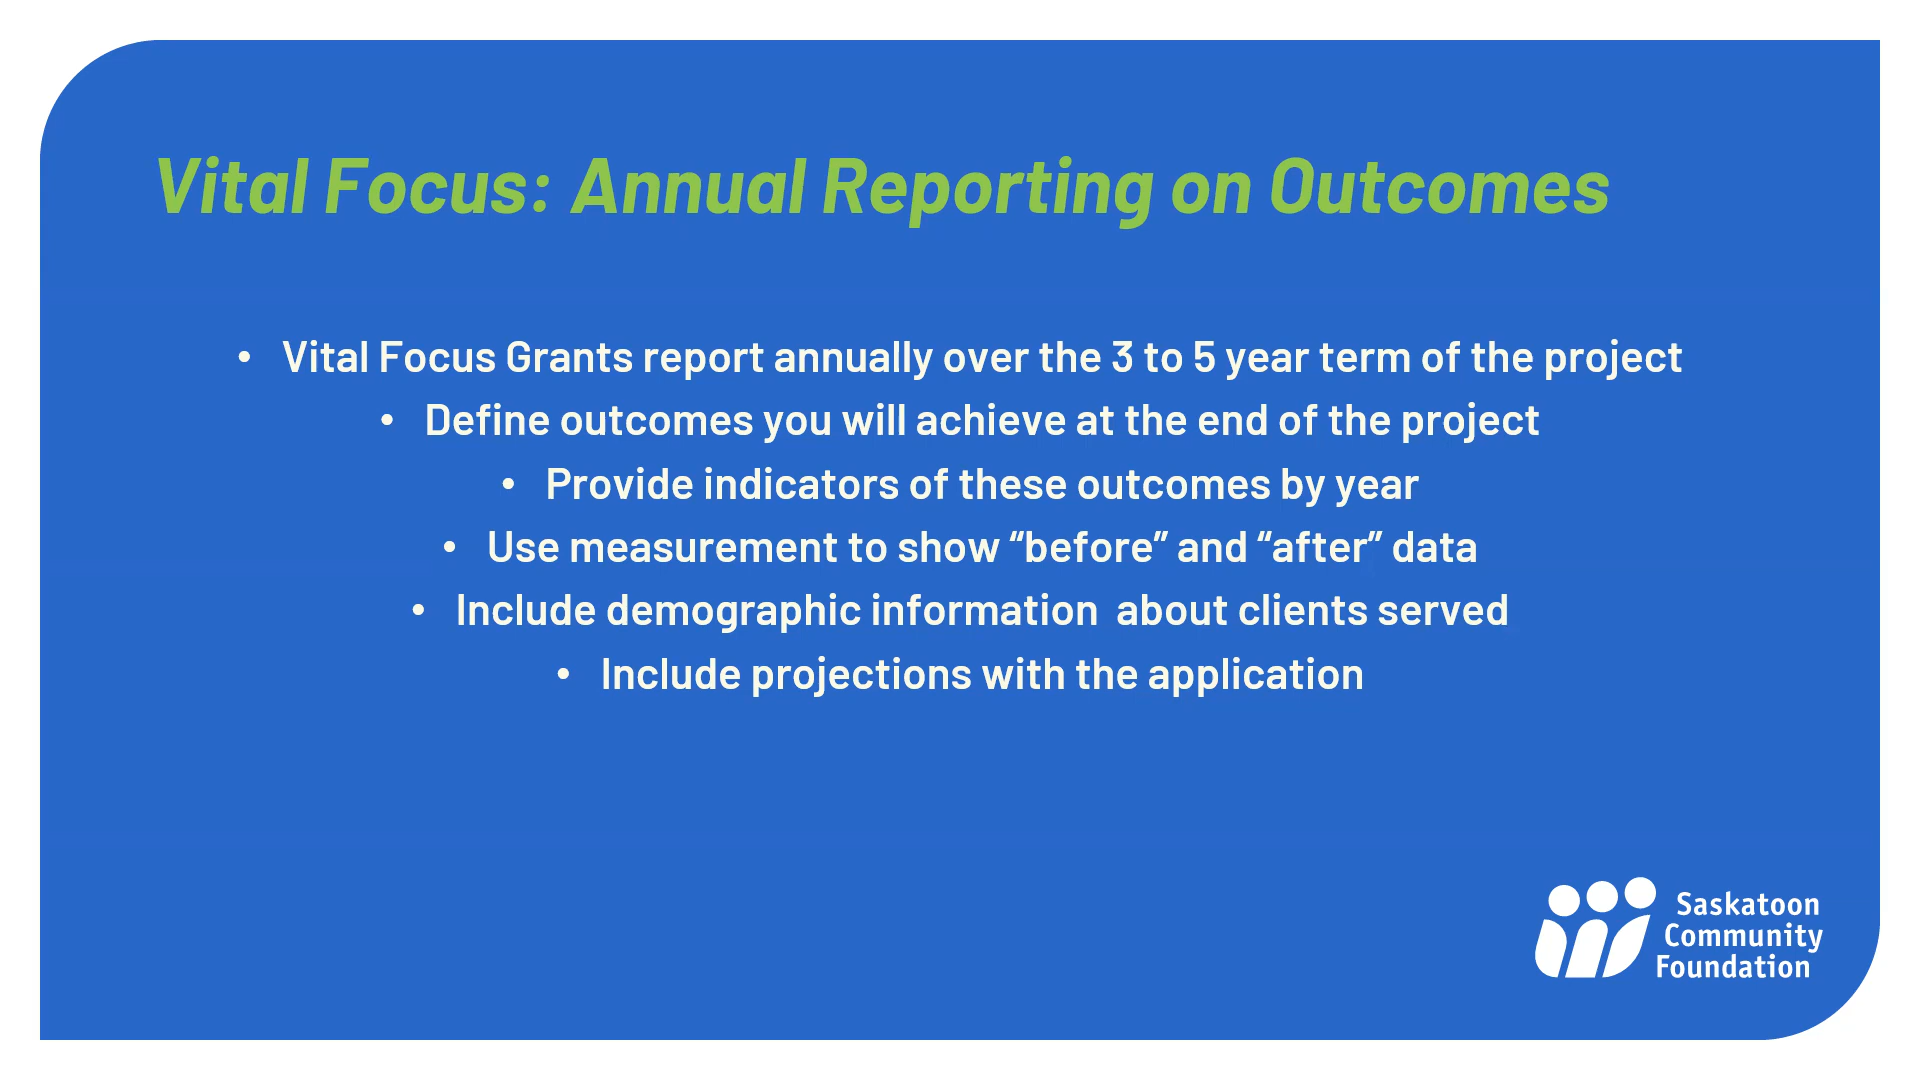 Vital Focus: Annual Reporting on Outcomes
• Vital Focus Grants report annually over the 3 to 5 year term of the project
• Define outcomes you will achieve at the end of the project
• Provide indicators of these outcomes by year
• Use measurement to show “before” and “after” data
• Include demographic information  about clients served
• Include projections with the application
Saskatoon
Community
Foundation